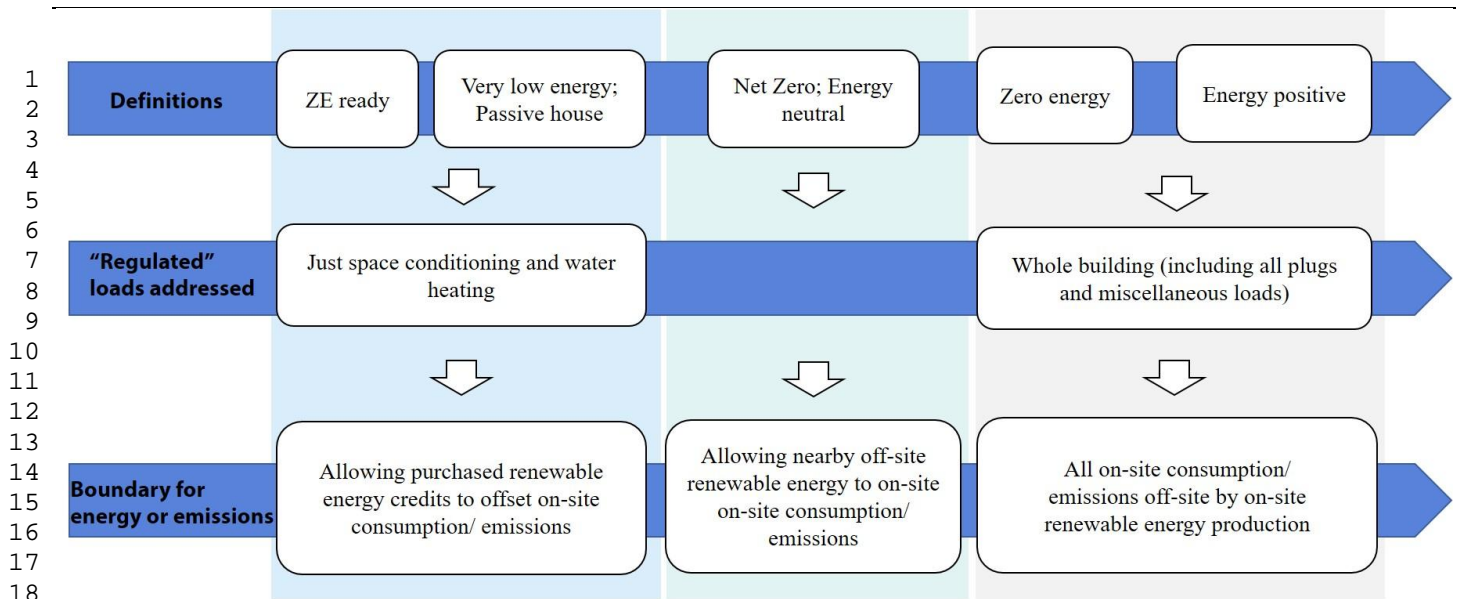 1
2
3
4
5
6
7
8
9
10
11
12
13
14
15
16
17
18
Definitions
ZE ready
Very low energy;
Passive house
Net Zero; Energy
neutral
Zero energy
Energy positive
“Regulated”
loads addressed
Just space conditioning and water
heating
Whole building (including all plugs
and miscellaneous loads)
Boundary for
energy or emissions
Allowing purchased renewable
energy credits to offset on-site
consumption/ emissions
Allowing nearby off-site
renewable energy to on-site
on-site consumption/
emissions
All on-site consumption/
emissions off-site by on-site
renewable energy production